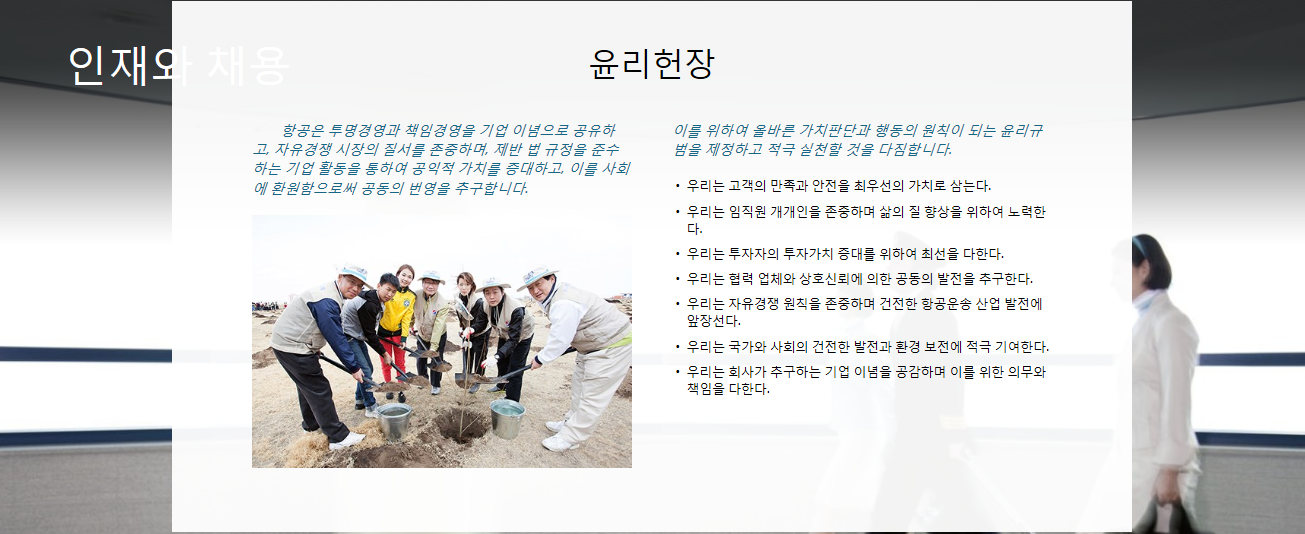 인재와 채용
윤리헌장
항공은 투명경영과 책임경영을 기업 이념으로 공유하
고, 자유경쟁 시장의 질서를 존중하며, 제반 법 규정을 준수
하는 기업 활동을 통하여 공익적 가치를 증대하고, 이를 사회
에 환원함으로써 공동의 번영을 추구합니다.
이를 위하여 올바른 가치판단과 행동의 원칙이 되는 윤리규
범을 제정하고 적극 실천할 것을 다짐합니다.
• 우리는 고객의 만족과 안전을 최우선의 가치로 삼는다.
• 우리는 임직원 개개인을 존중하며 삶의 질 향상을 위하여 노력한
다.
• 우리는 투자자의 투자가치 증대를 위하여 최선을 다한다.
• 우리는 협력 업체와 상호신뢰에 의한 공동의 발전을 추구한다.
• 우리는 자유경쟁 원칙을 존중하며 건전한 항공운송 산업 발전에
앞장선다.
• 우리는 국가와 사회의 건전한 발전과 환경 보전에 적극 기여한다.
• 우리는 회사가 추구하는 기업 이념을 공감하며 이를 위한 의무와
책임을 다한다.